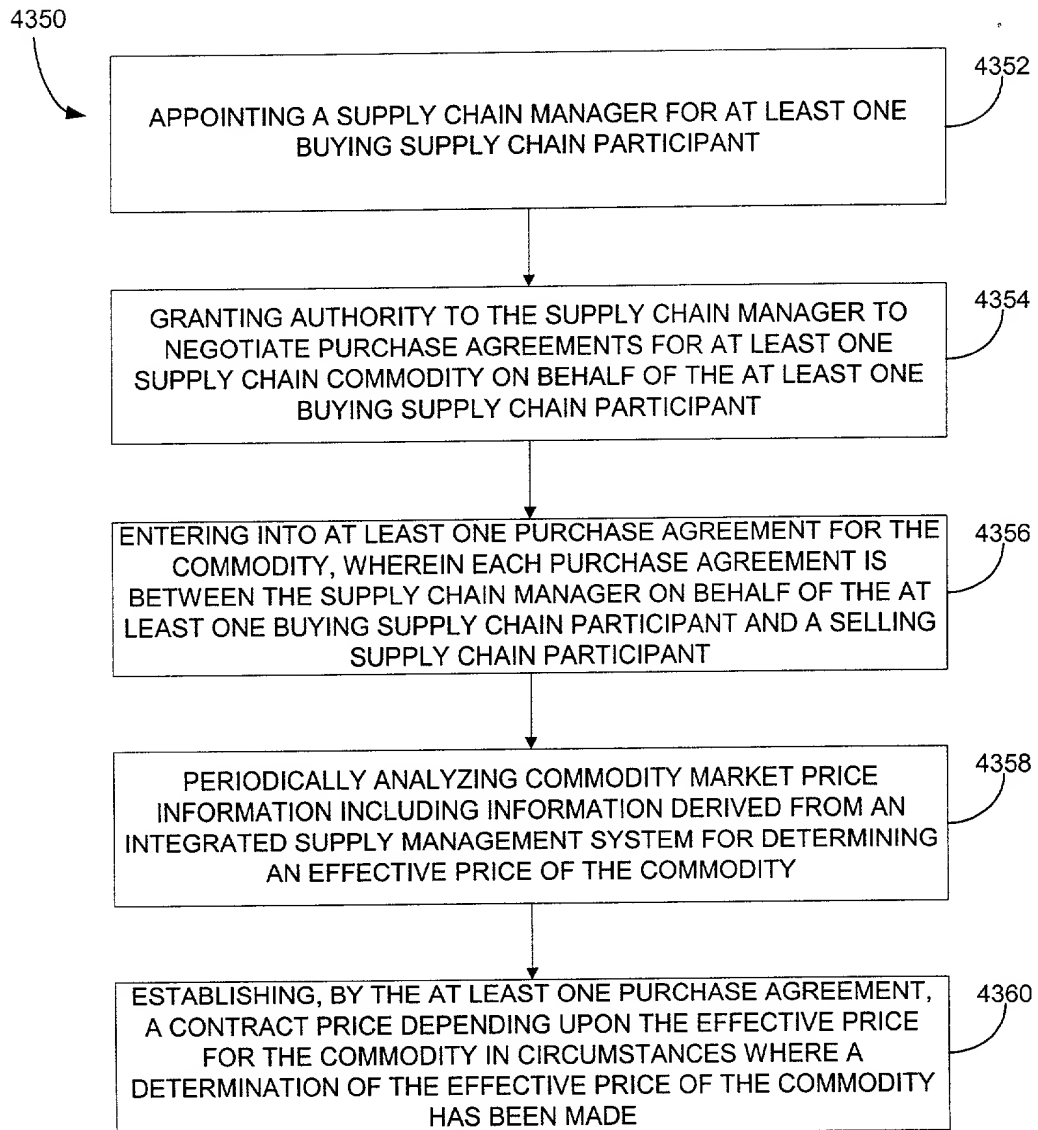 4350
4352
APPOINTING A SUPPLY CHAIN MANAGER FOR AT LEAST ONE
BUYING SUPPLY CHAIN PARTICIPANT
4354
GRANTING AUTHORITY TO THE SUPPLY CHAIN MANAGER TO
NEGOTIATE PURCHASE AGREEMENTS FOR AT LEAST ONE
SUPPLY CHAIN COMMODITY ON BEHALF OF THE AT LEAST ONE
BUYING SUPPLY CHAIN PARTICIPANT
4356
ENTERING INTO AT LEAST ONE PURCHASE AGREEMENT FOR THE
COMMODITY, WHEREIN EACH PURCHASE AGREEMENT IS
BETWEEN THE SUPPLY CHAIN MANAGER ON BEHALF OF THE AT
LEAST ONE BUYING SUPPLY CHAIN PARTICIPANT AND A SELLING
SUPPLY CHAIN PARTICIPANT
4358
PERIODICALLY ANALYZING COMMODITY MARKET PRICE
INFORMATION INCLUDING INFORMATION DERIVED FROM AN
INTEGRATED SUPPLY MANAGEMENT SYSTEM FOR DETERMINING
AN EFFECTIVE PRICE OF THE COMMODITY
4360
ESTABLISHING, BY THE AT LEAST ONE PURCHASE AGREEMENT,
A CONTRACT PRICE DEPENDING UPON THE EFFECTIVE PRICE
FOR THE COMMODITY IN CIRCUMSTANCES WHERE A
DETERMINATION OF THE EFFECTIVE PRICE OF THE COMMODITY
HAS BEEN MADE